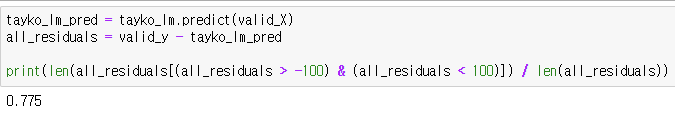 tayko_lm_pred = tayko_lm.predict(valid_X)
all_residuals = valid_y - tayko_lm_pred
print(len(all_residuals[(all_residuals > -100) & (all_residuals < 100)]) / len(all_residuals))
0.775